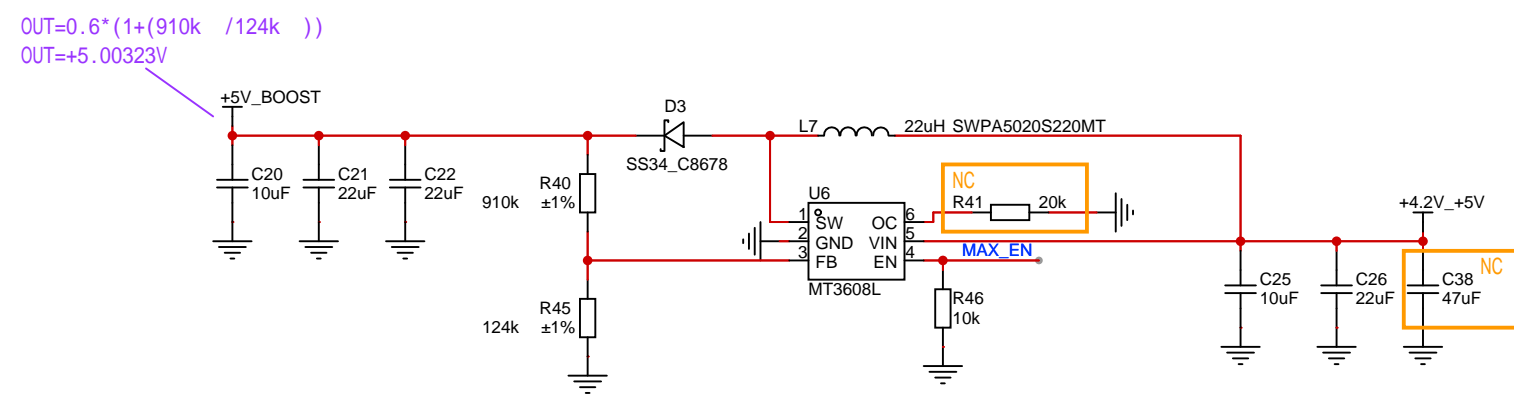 OUT=0.6*(1+(910k /124k ))
OUT=+5.00323V
+5V_BOOST
D3
L7
22uH SWPA5020S220MT
SS34_C8678
C20
10uF
C21
22uF
C22
22uF
R40
910k
±1%
NC
U6
R41
20k
+4.2V_+5V
1
SW
OC
6
2
GND
VIN
5
3
FB
EN
4
MAX_EN
MT3608L
R45
124k
±1%
R46
10k
C25
10uF
C26
22uF
NC
C38
47uF